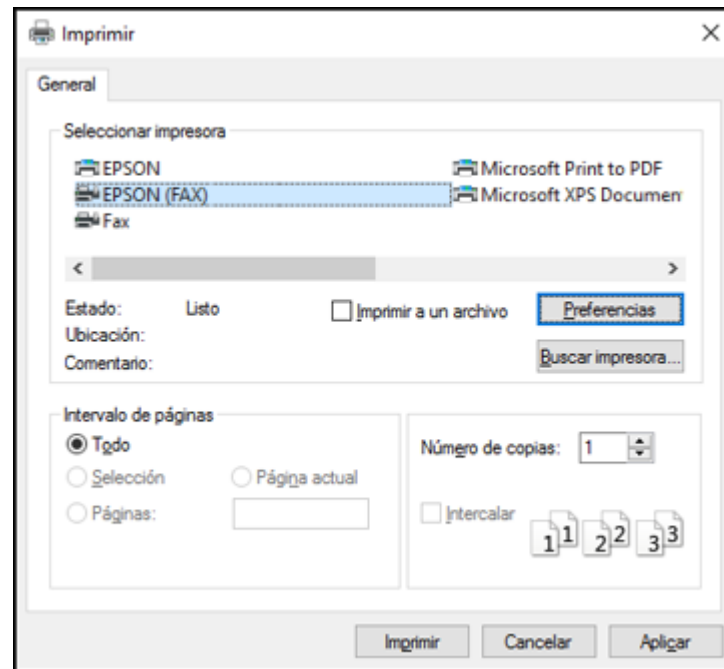 Imprimir
General
Seleccionar impresora
EPSON
Microsoft Print to PDF
EPSON (FAX)
Microsoft XPS Documen
Fax
Estado: Listo
Imprimir a un archivo
Preferencias
Ubicación:
Comentario:
Buscar impresora...
Intervalo de páginas
Todo
Selección
Página actual
Páginas:
Número de copias: 1
Intercalar
1 1 2 2 3 3
Imprimir
Cancelar
Aplicar